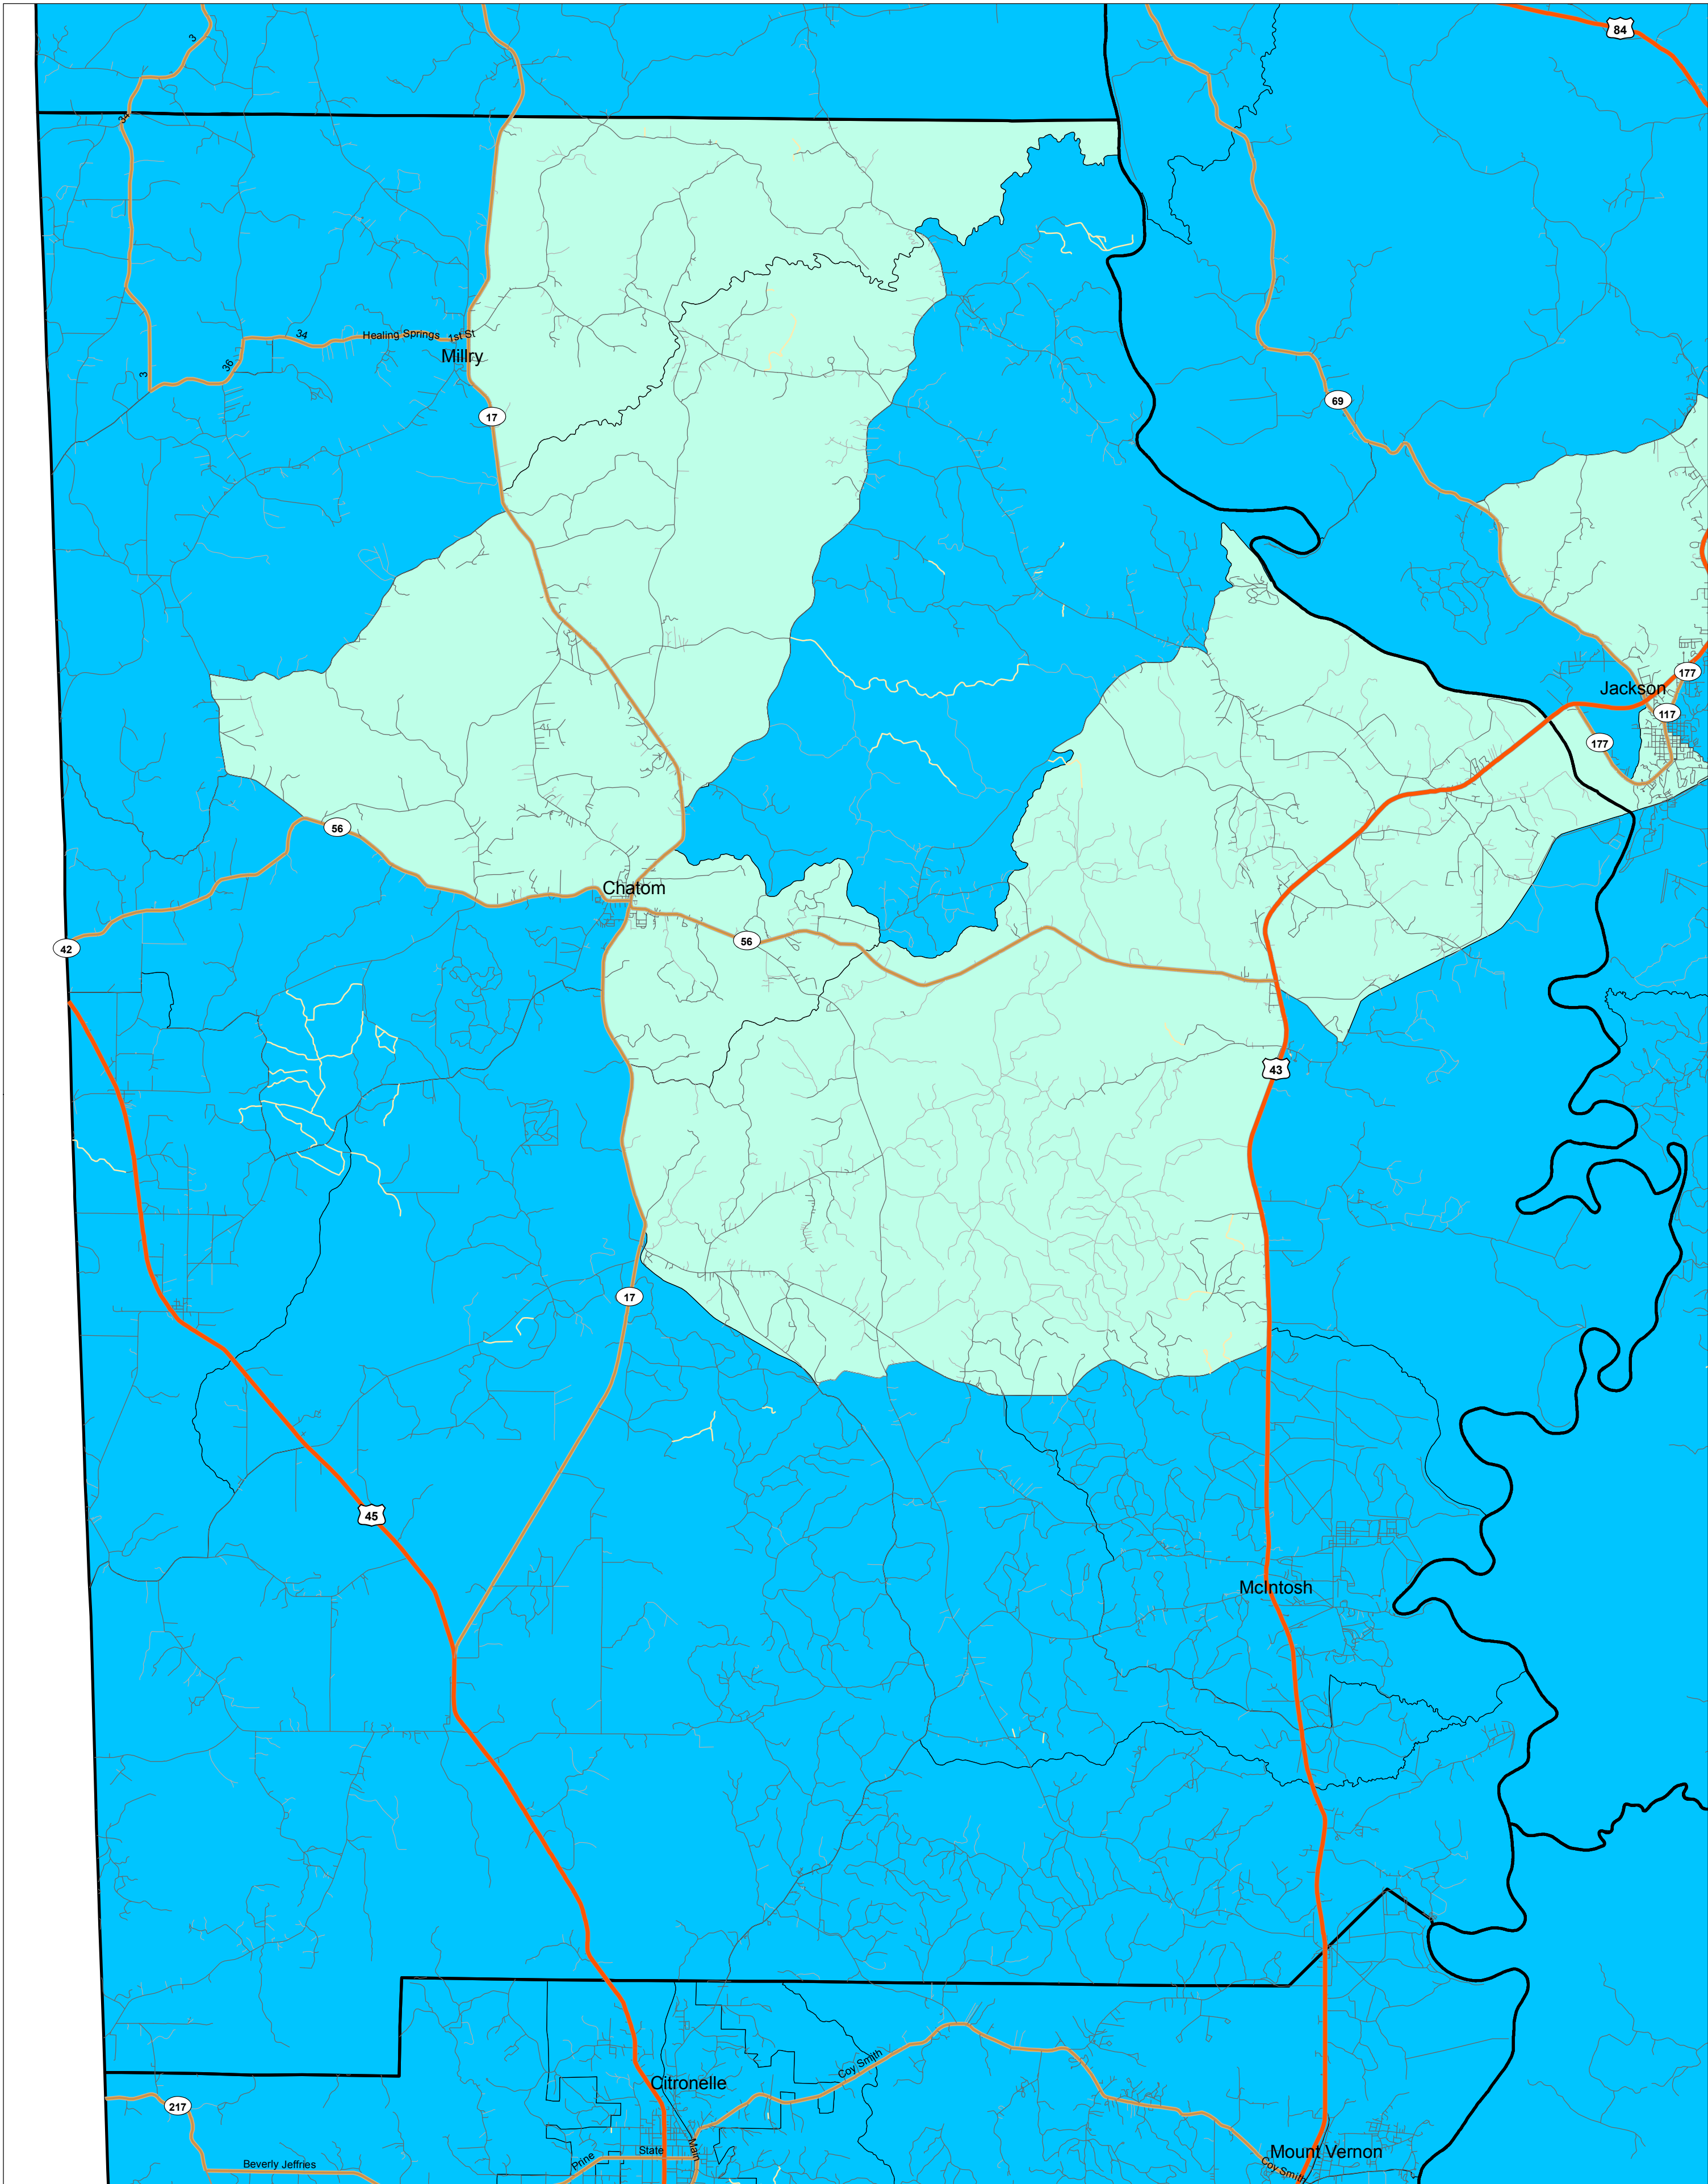 84
3
34
34
Healing Springs
1st St
Millry
36
3
17
69
177
Jackson
117
177
56
Chatom
56
42
43
17
45
McIntosh
Coy Smith
Citronelle
217
State
Main
Mount Vernon
Prine
Beverly Jeffries
Coy Smith